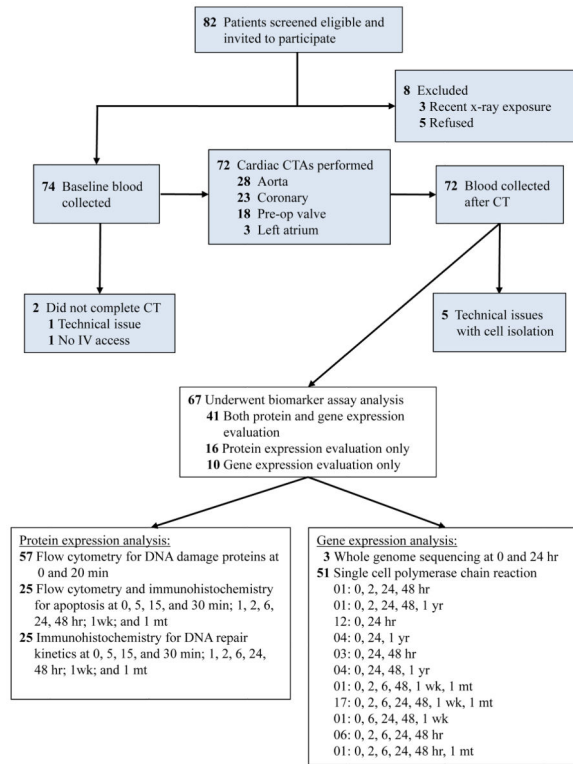 82 Patients screened eligible and
invited to participate
8 Excluded
3 Recent x-ray exposure
5 Refused
74 Baseline blood
collected
72 Cardiac CTAs performed
28 Aorta
23 Coronary
18 Pre-op valve
3 Left atrium
72 Blood collected
after CT
2 Did not complete CT
1 Technical issue
1 No IV access
5 Technical issues
with cell isolation
67 Underwent biomarker assay analysis
41 Both protein and gene expression
evaluation
16 Protein expression evaluation only
10 Gene expression evaluation only
Protein expression analysis:
57 Flow cytometry for DNA damage proteins at
0 and 20 min
25 Flow cytometry and immunohistochemistry
for apoptosis at 0, 5, 15, and 30 min; 1, 2, 6,
24, 48 hr; 1wk; and 1 mt
25 Immunohistochemistry for DNA repair
kinetics at 0, 5, 15, and 30 min; 1, 2, 6, 24,
48 hr; 1wk; and 1 mt
Gene expression analysis:
3 Whole genome sequencing at 0 and 24 hr
51 Single cell polymerase chain reaction
01: 0, 2, 24, 48 hr
01: 0, 2, 24, 48, 1 yr
12: 0, 24 hr
04: 0, 24, 1 yr
03: 0, 24, 48 hr
04: 0, 24, 48, 1 yr
01: 0, 2, 6, 48, 1 wk, 1 mt
17: 0, 2, 6, 24, 48, 1 wk, 1 mt
01: 0, 6, 24, 48, 1 wk
06: 0, 2, 6, 24, 48 hr
01: 0, 2, 6, 24, 48 hr, 1 mt